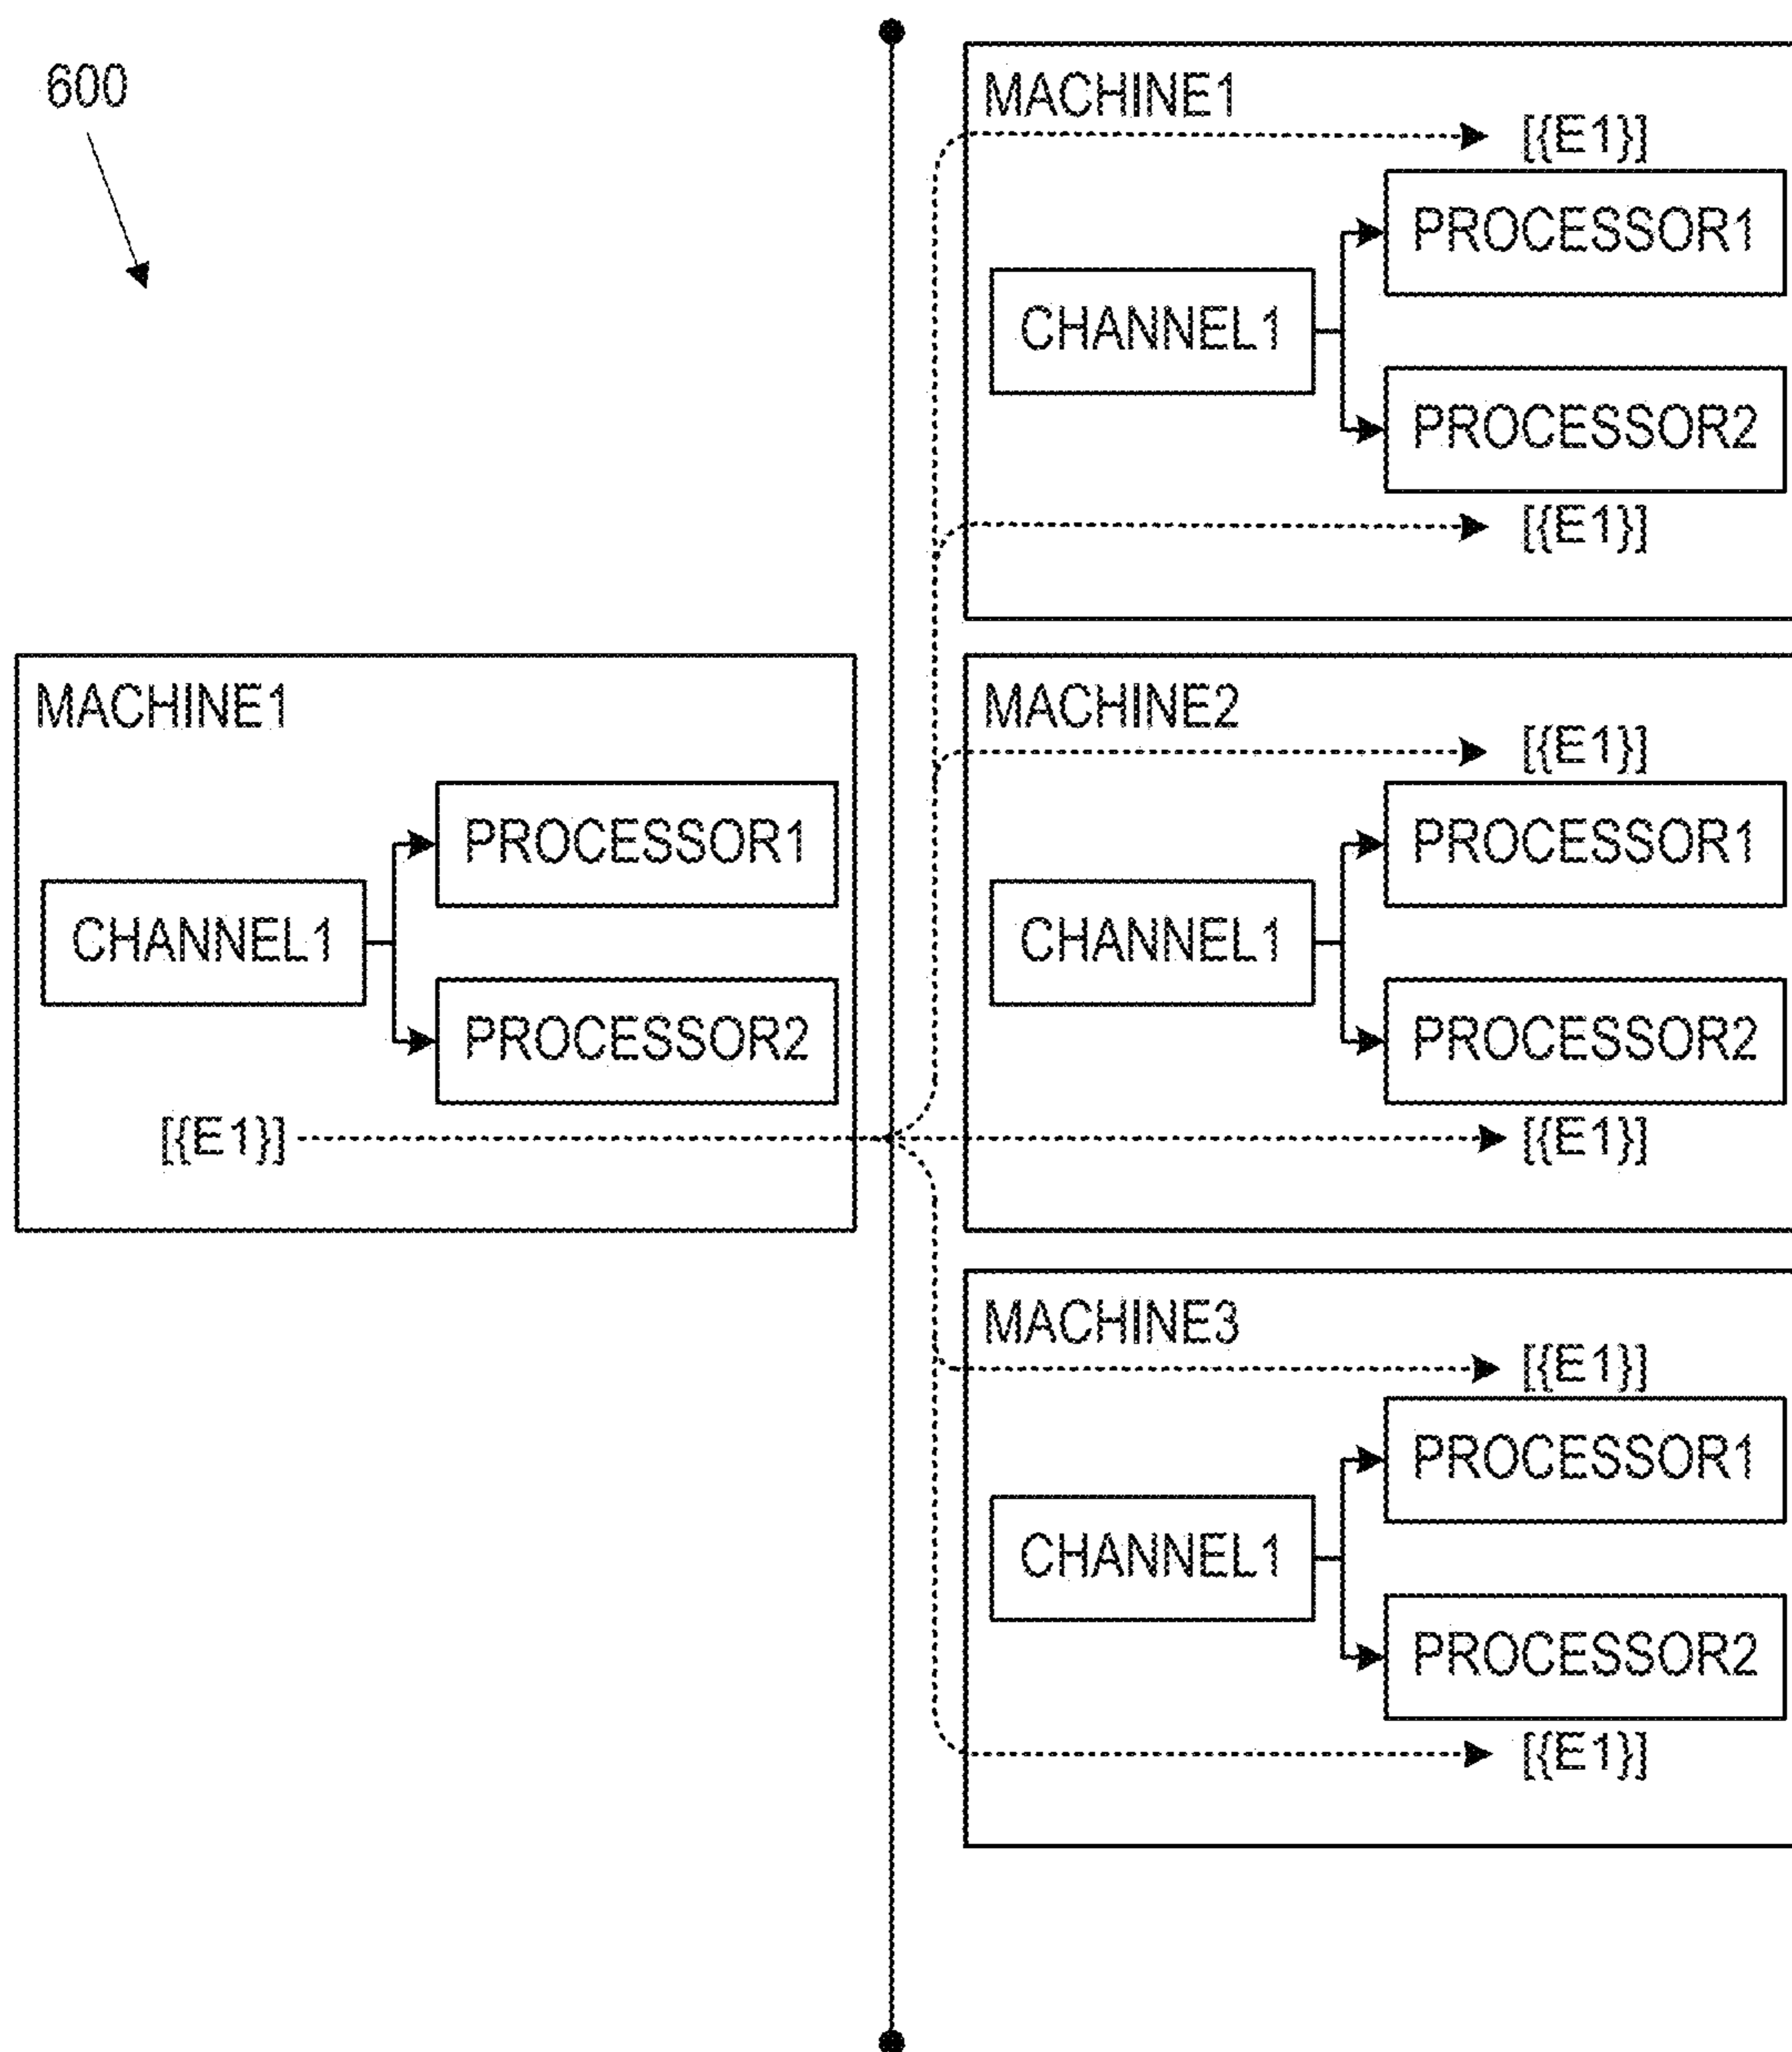 600
MACHINE1
CHANNEL1
PROCESSOR1
PROCESSOR2
[{E1}]
MACHINE1
[{E1}]
PROCESSOR1
CHANNEL1
PROCESSOR2
[{E1}]
MACHINE2
[{E1}]
PROCESSOR1
CHANNEL1
PROCESSOR2
[{E1}]
MACHINE3
[{E1}]
PROCESSOR1
CHANNEL1
PROCESSOR2
[{E1}]